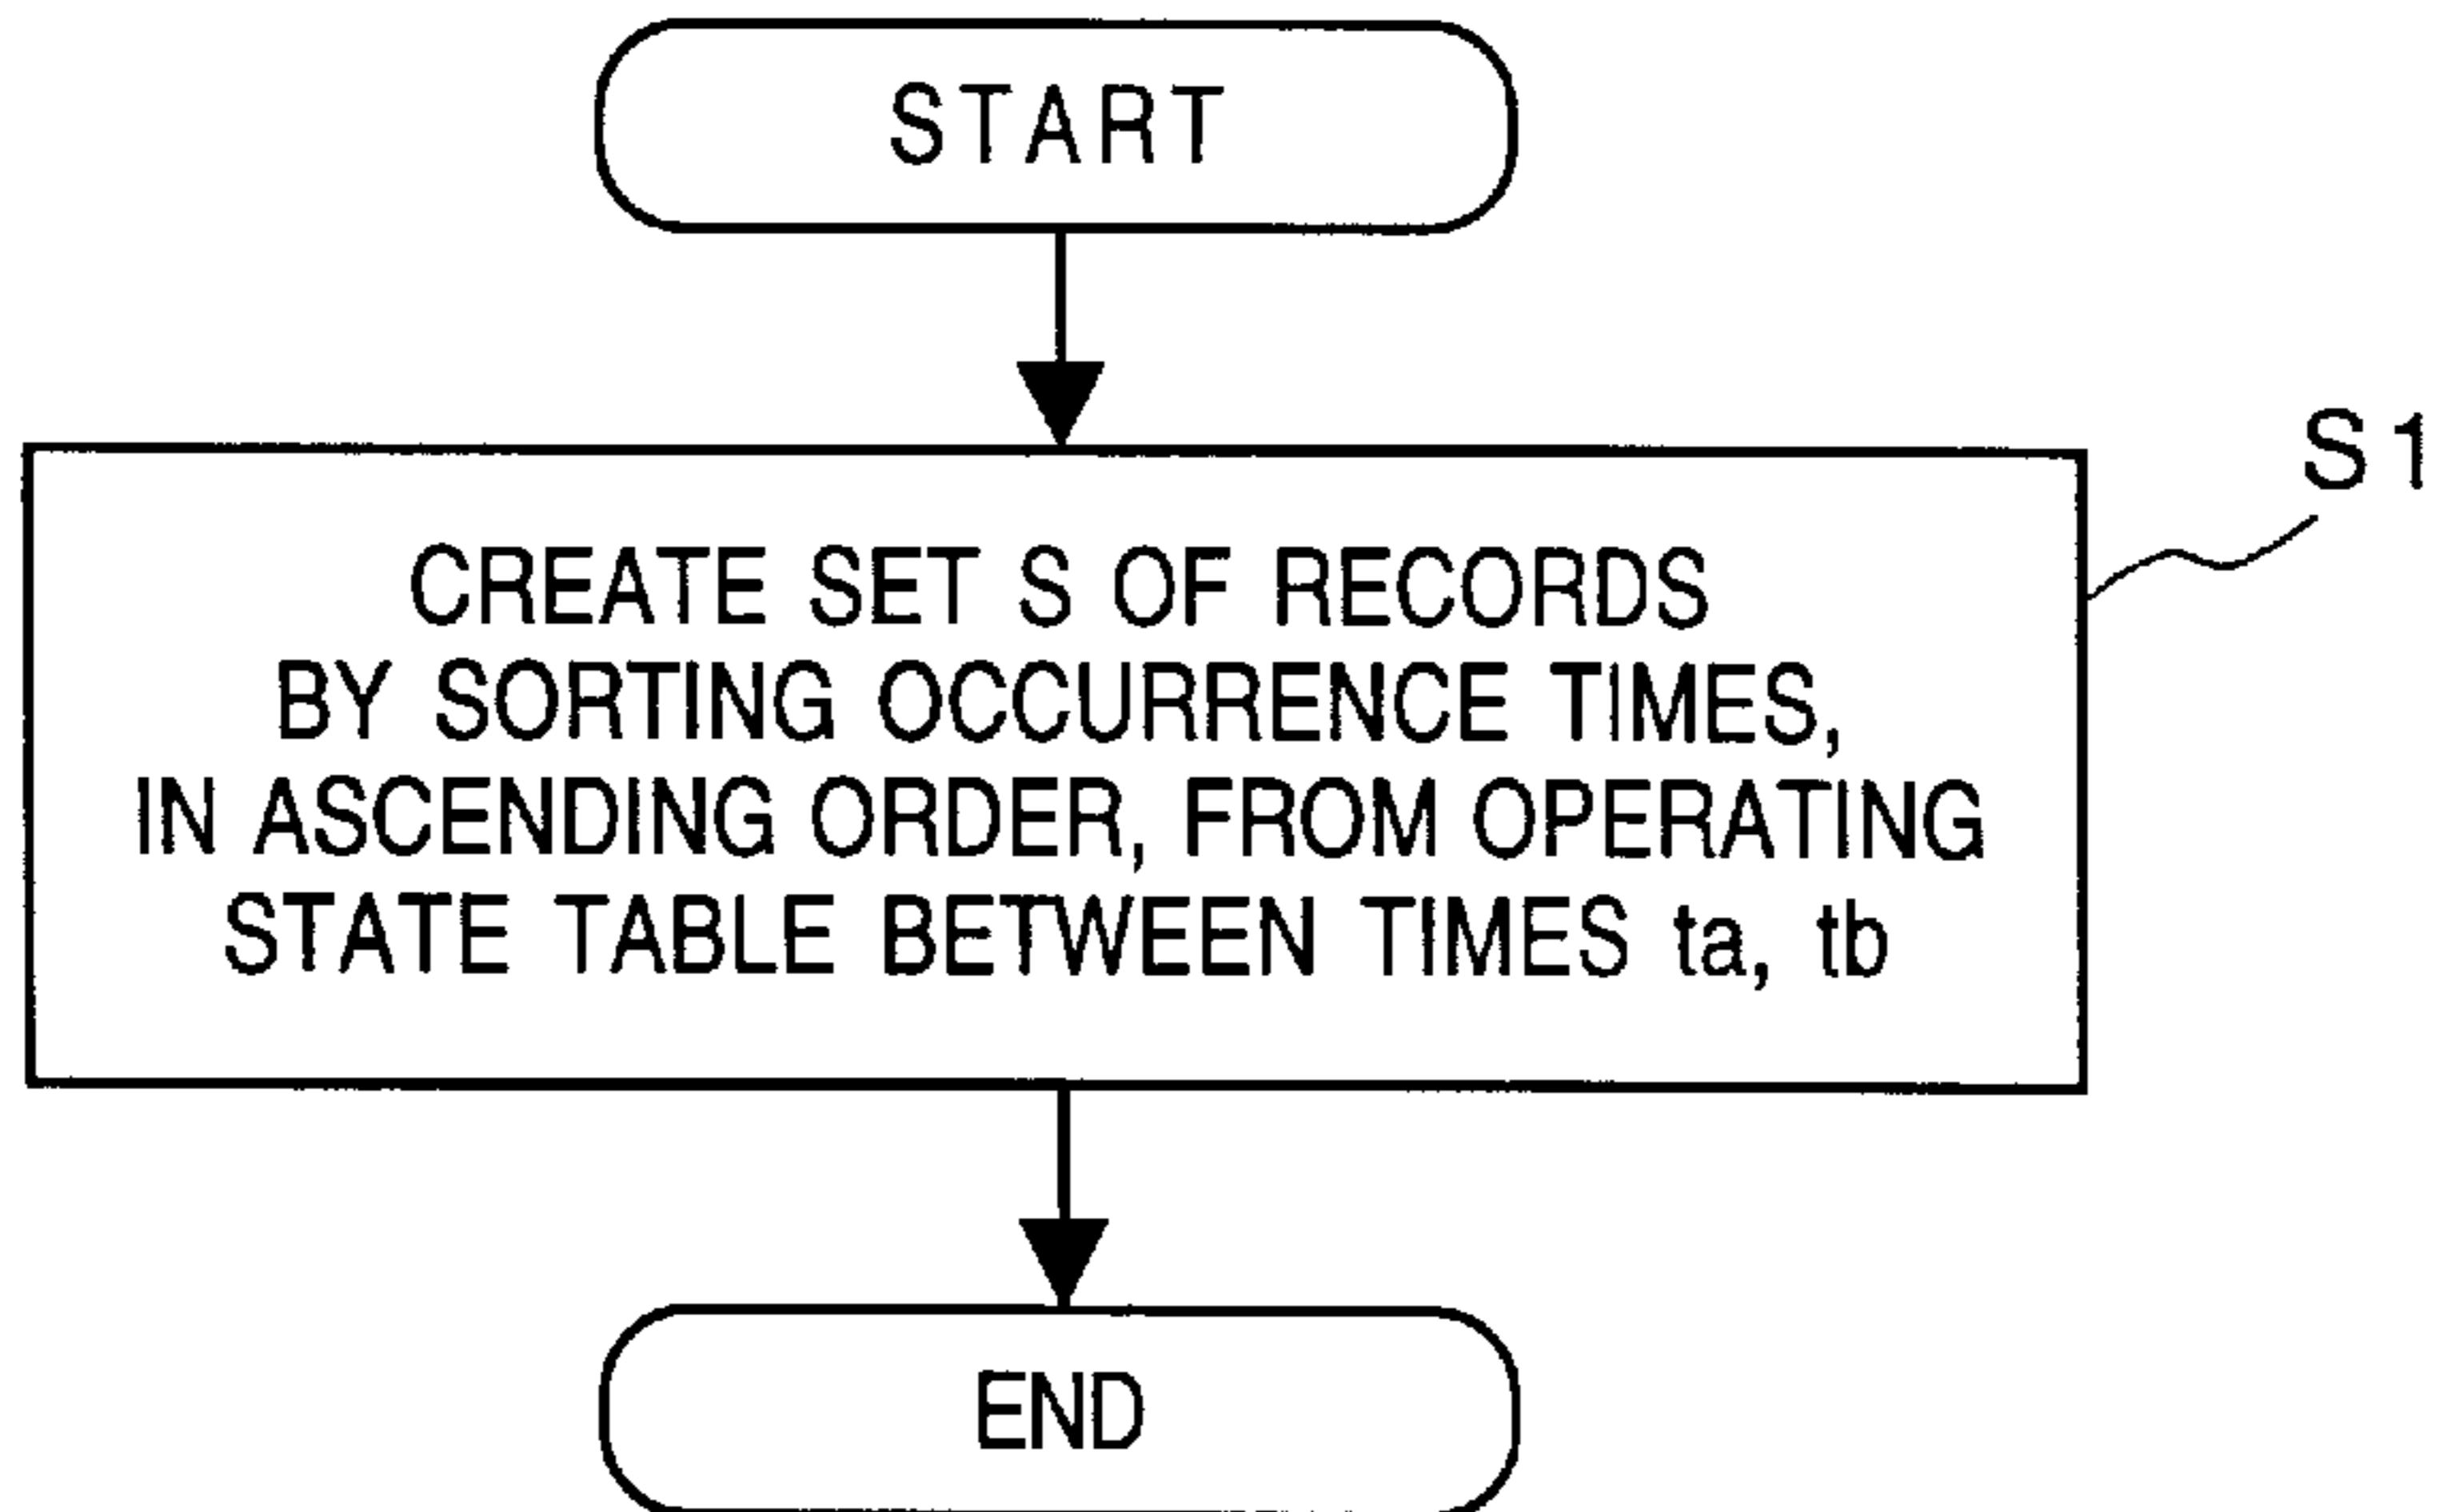 START
S1
CREATE SET S OF RECORDS
BY SORTING OCCURRENCE TIMES,
IN ASCENDING ORDER, FROM OPERATING
STATE TABLE BETWEEN TIMES ta, tb
END